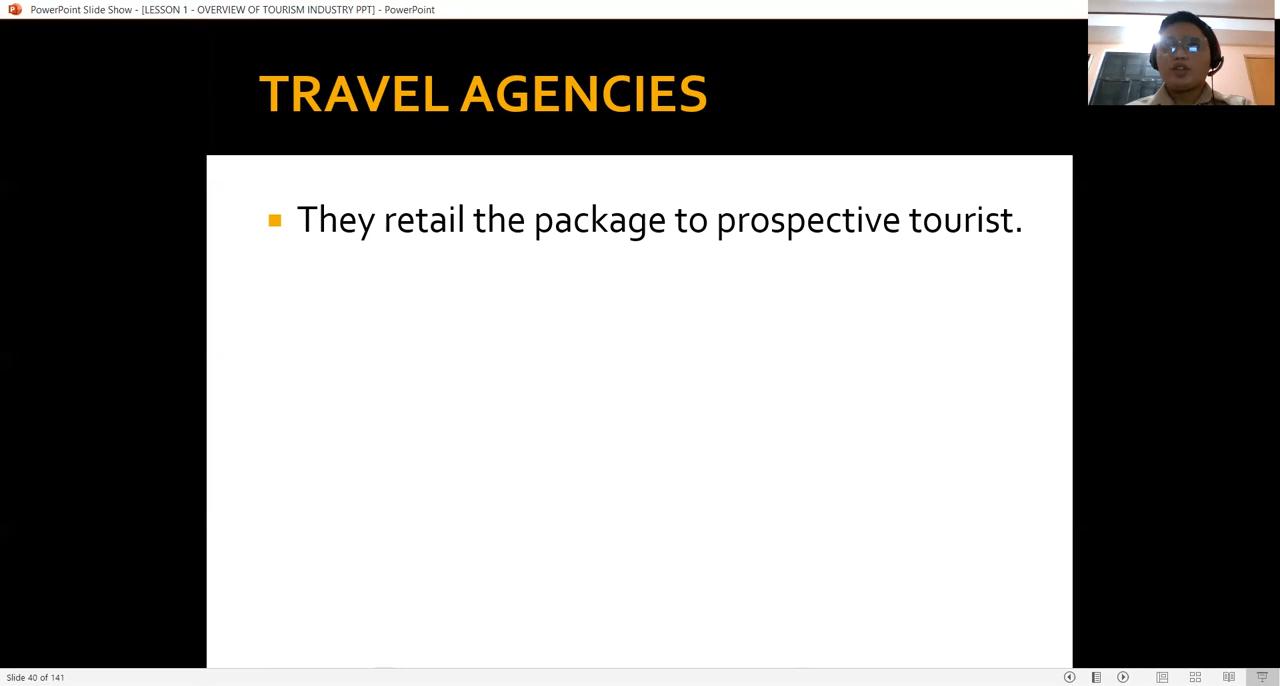 PowerPoint Slide Show - [LESSON 1 - OVERVIEW OF TOURISM INDUSTRY PPT] - PowerPoint
TRAVEL AGENCIES
They retail the package to prospective tourist.
Slide 40 of 141